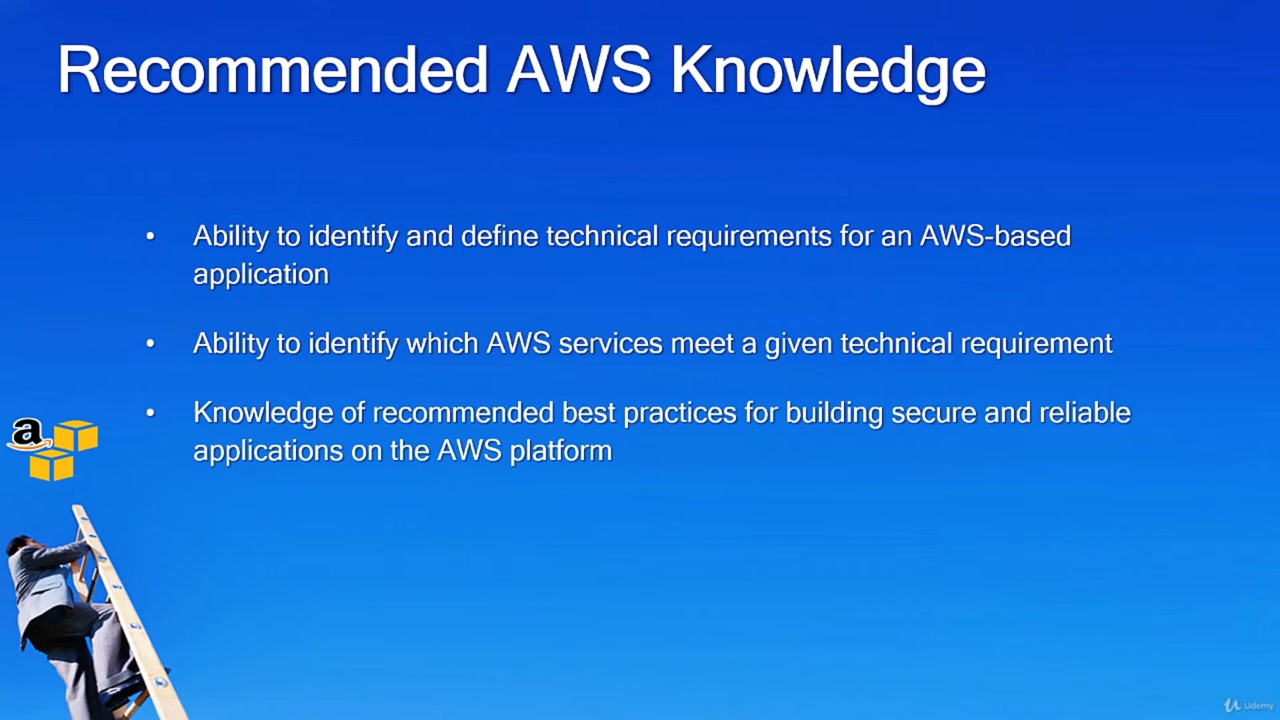 Recommended AWS Knowledge
• Ability to identify and define technical requirements for an AWS-based
application
• Ability to identify which AWS services meet a given technical requirement
• Knowledge of recommended best practices for building secure and reliable
applications on the AWS platform
a
Udemy